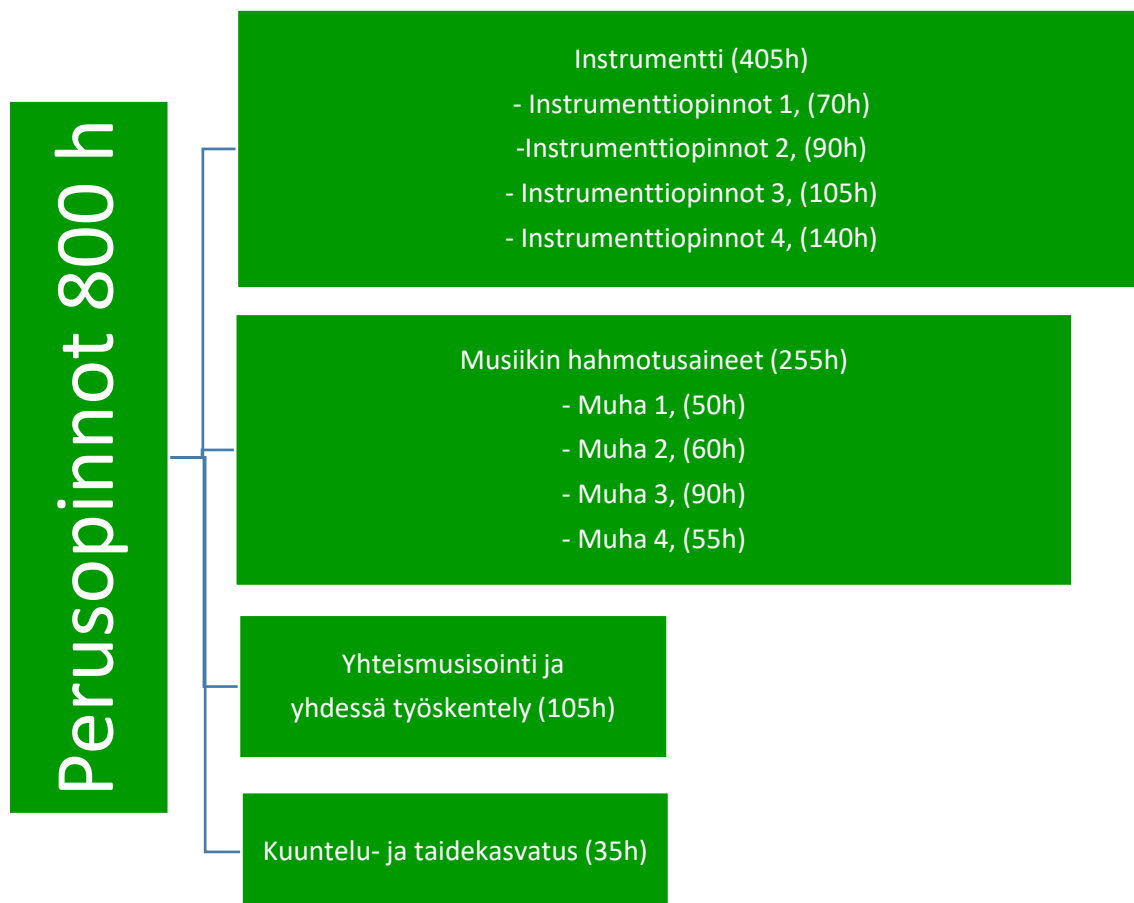 Perusopinnot 800 h
Instrumentti (405h)
- Instrumenttiopinnot 1, (70h)
-Instrumenttiopinnot 2, (90h)
- Instrumenttiopinnot 3, (105h)
- Instrumenttiopinnot 4, (140h)
Musiikin hahmotusaineet (255h)
- Muha 1, (50h)
- Muha 2, (60h)
- Muha 3, (90h)
- Muha 4, (55h)
Yhteismusisointi ja
yhdessä työskentely (105h)
Kuuntelu- ja taidekasvatus (35h)